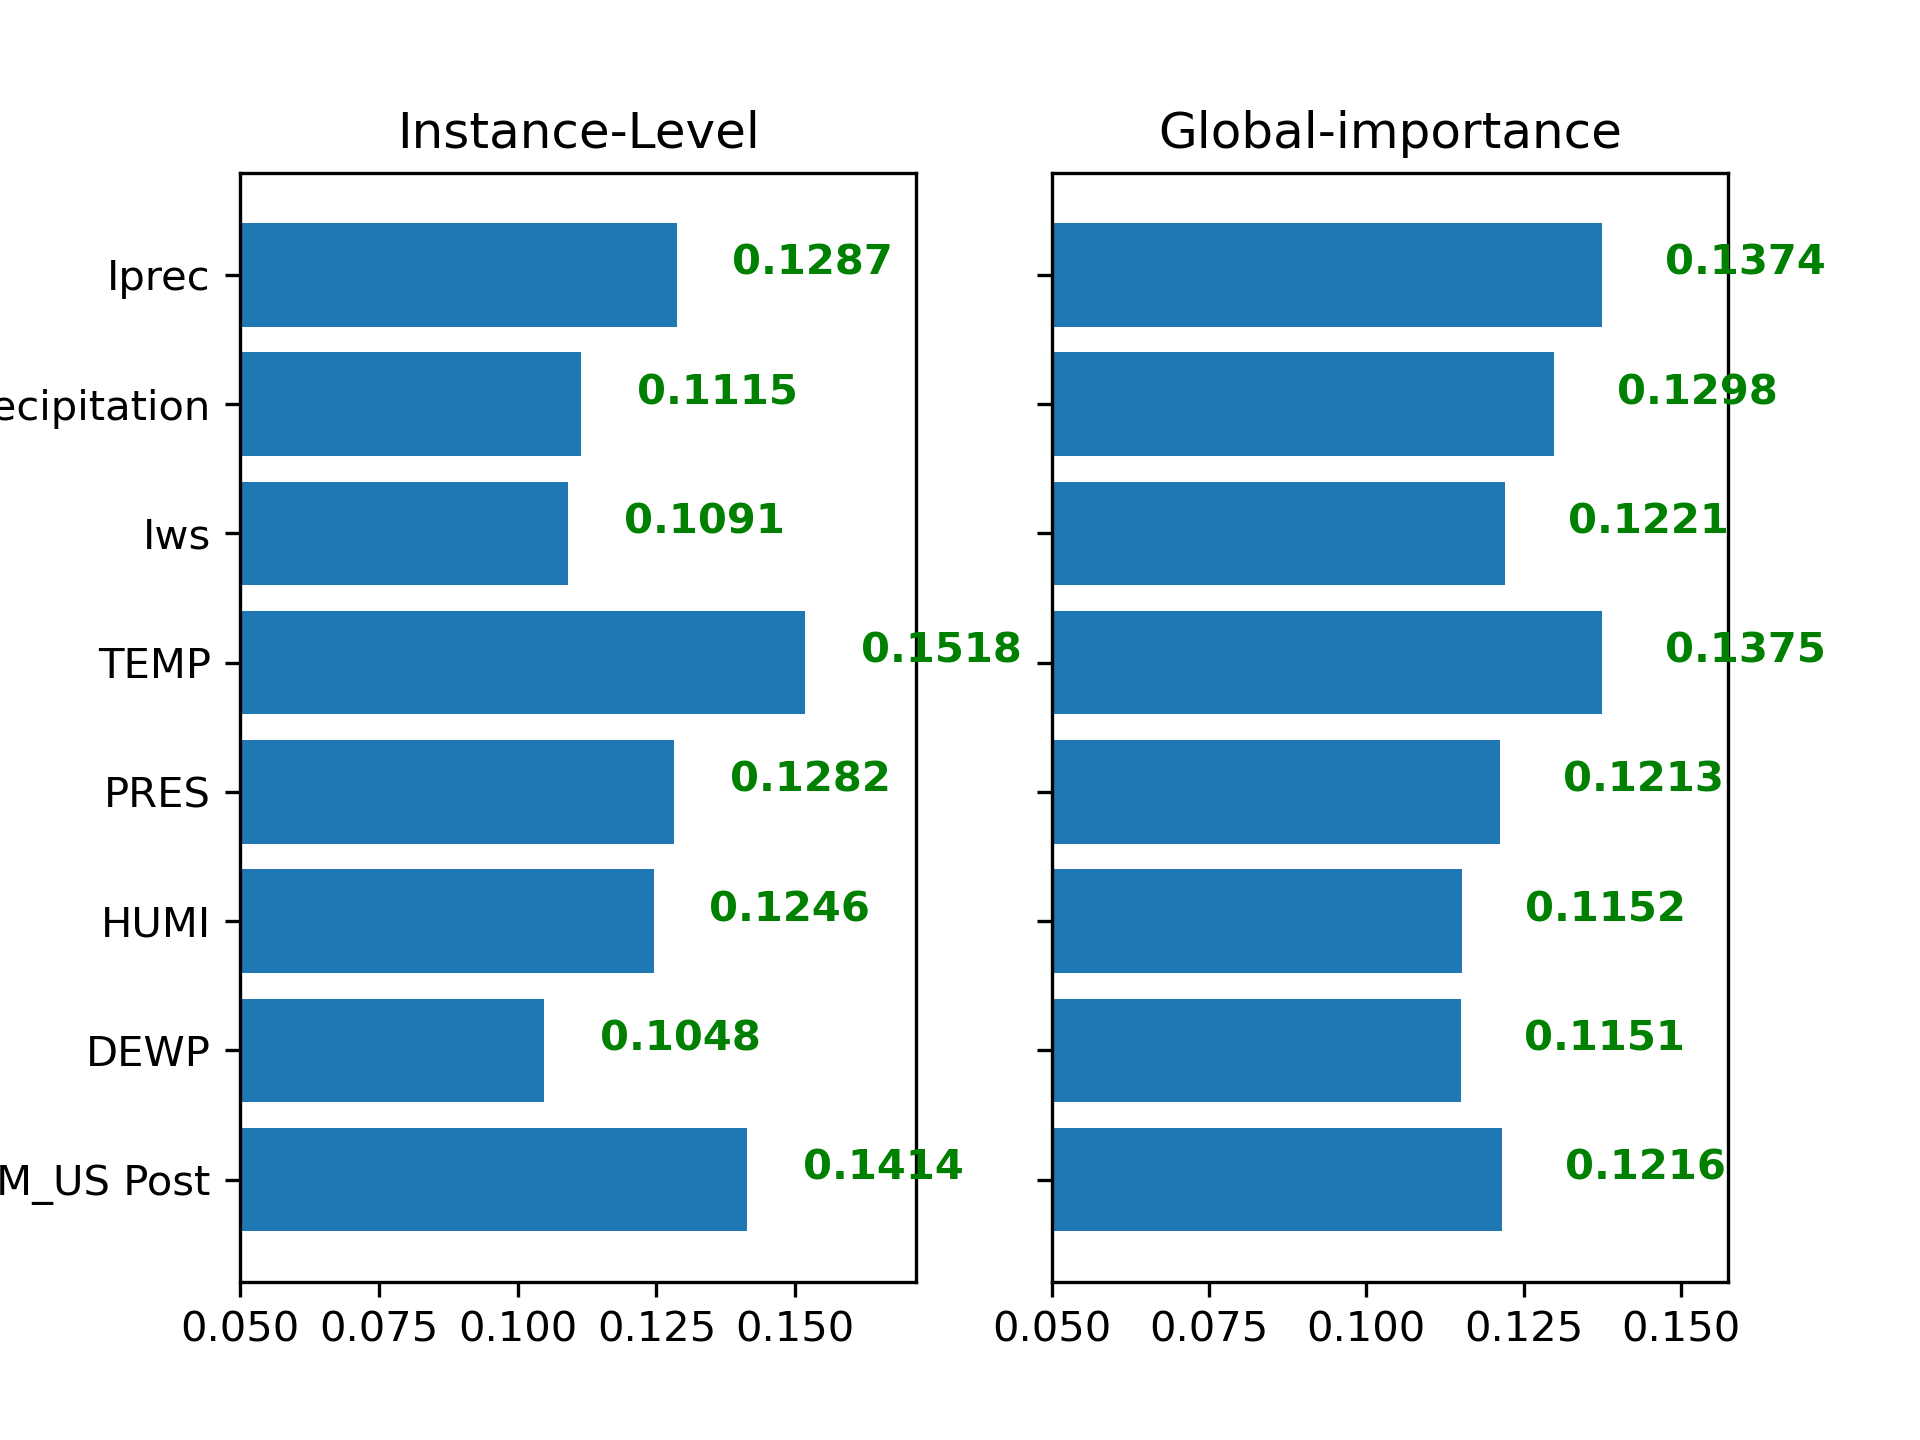 Instance-Level
Iprec
0.1287
ecipitation
0.1115
Iws
0.1091
TEMP
0.1518
PRES
0.1282
HUMI
0.1246
DEWP
0.1048
M_US Post
0.1414
0.050 0.075 0.100 0.125 0.150
Global-importance
0.1374
0.1298
0.1221
0.1375
0.1213
0.1152
0.1151
0.1216
0.050 0.075 0.100 0.125 0.150